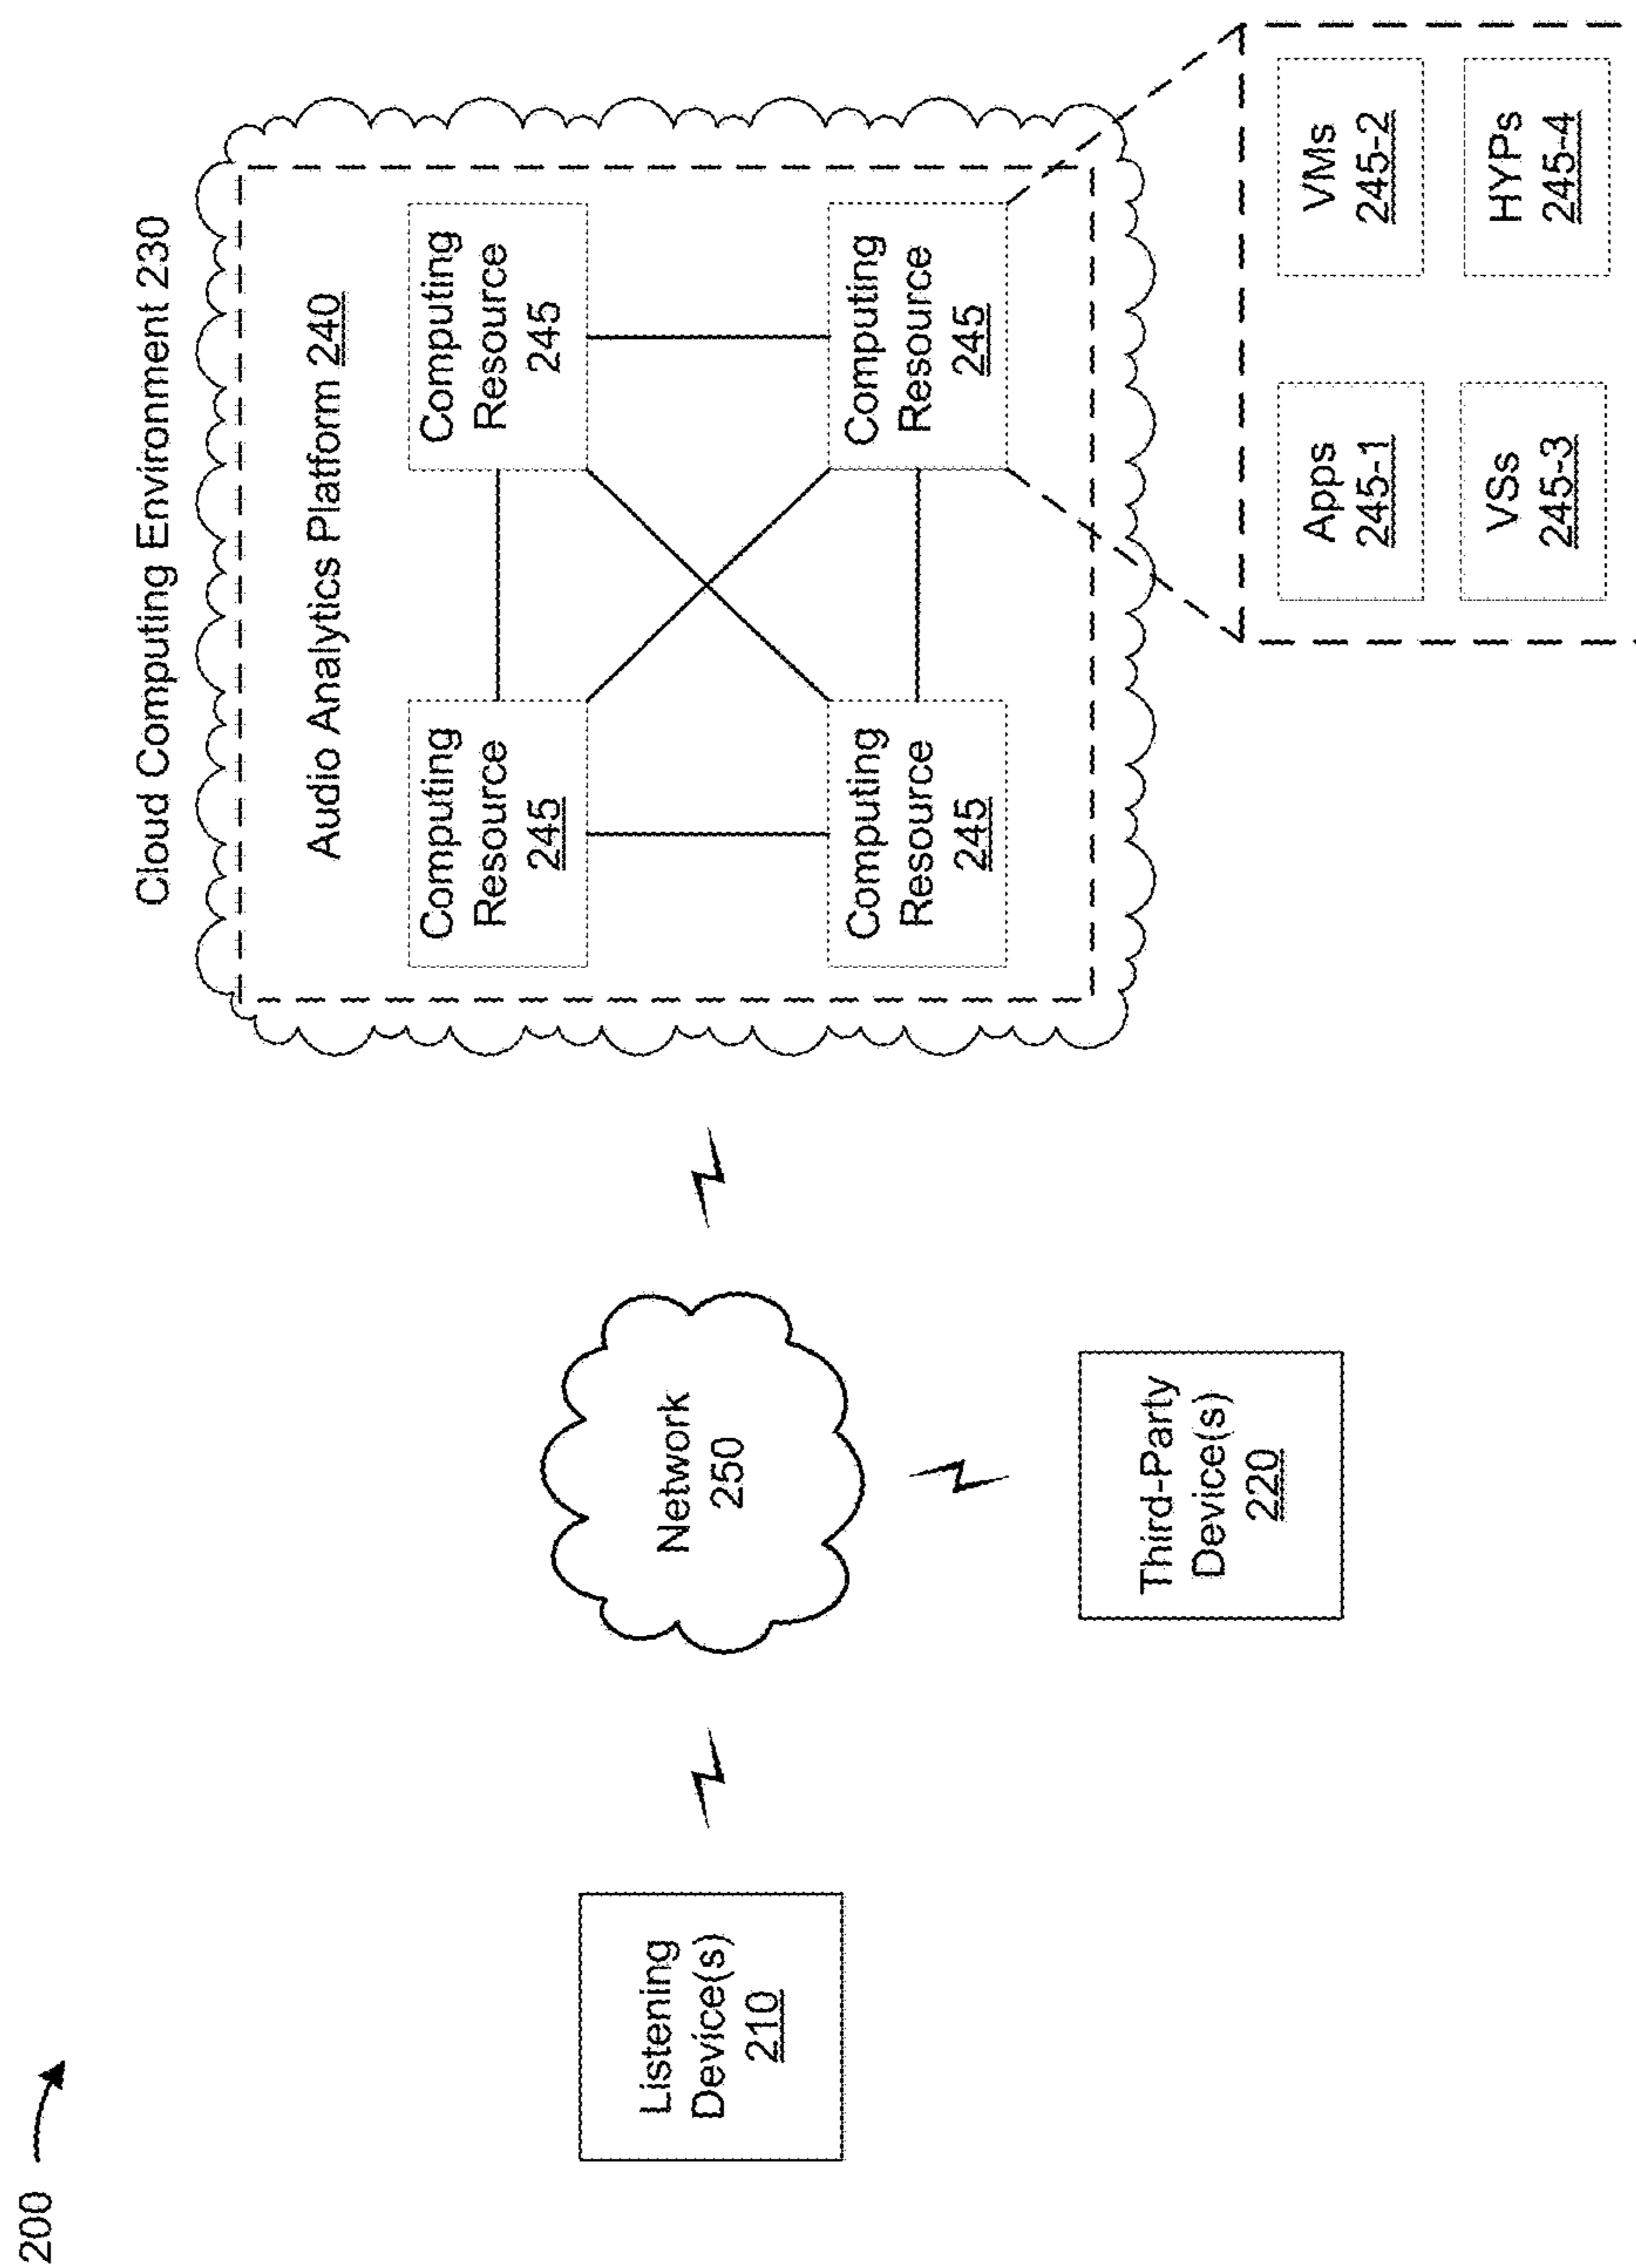 200
Cloud Computing Environment 230
Audio Analytics Platform 240
Computing
Resource
245
Computing
Resource
245
Computing
Resource
245
Computing
Resource
245
Listening
Device(s)
210
Network
250
Third-Party
Device(s)
220
Apps
245-1
VMs
245-2
VSs
245-3
HYPs
245-4